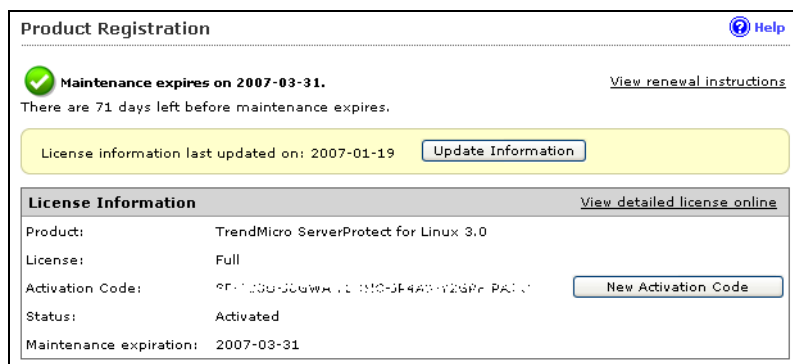 Product Registration
Help
Maintenance expires on 2007-03-31.
View renewal instructions
There are 71 days left before maintenance expires.
License information last updated on: 2007-01-19
Update Information
License Information
View detailed license online
Product: TrendMicro ServerProtect for Linux 3.0
License: Full
Activation Code:
New Activation Code
Status: Activated
Maintenance expiration: 2007-03-31